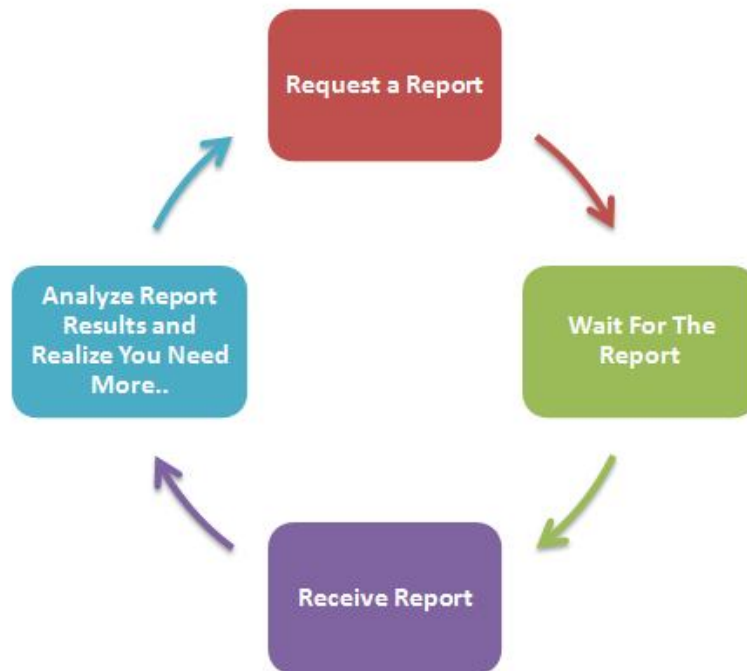 Request a Report
Wait For The
Report
Receive Report
Analyze Report
Results and
Realize You Need
More..